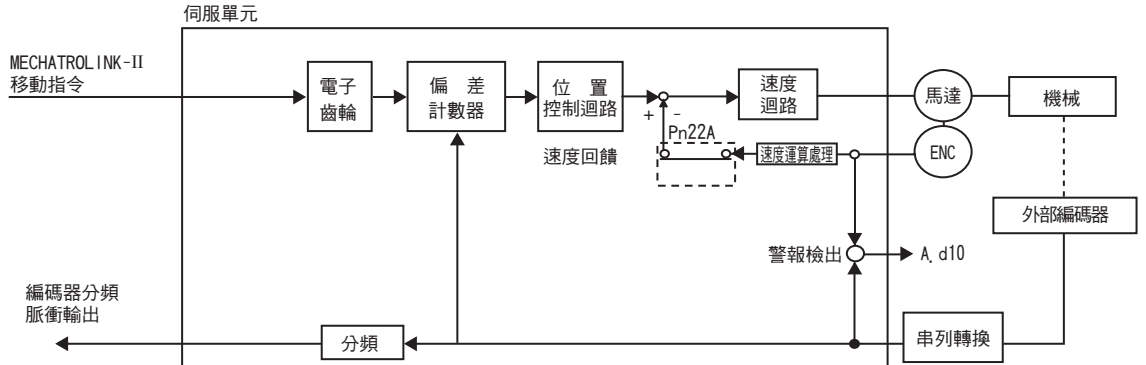 伺服單元
MECHATROLINK-II
移動指令
電子
齒輪
偏 差
計數器
位 置
控制迴路
+ -
速度
迴路
馬達
機械
Pn22A
速度回饋
速度運算處理
ENC
外部編碼器
警報檢出
A.d10
編碼器分頻
脈衝輸出
分頻
串列轉換